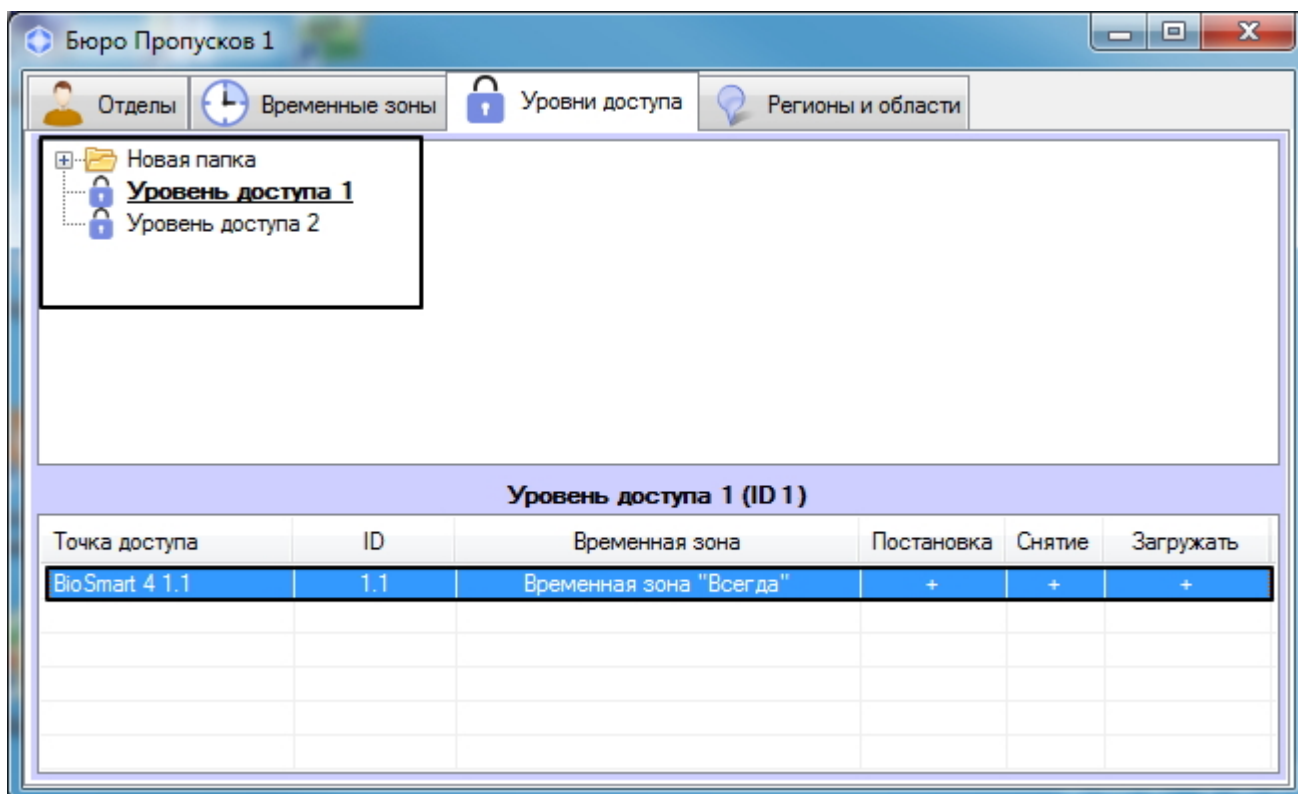 Бюро Пропусков 1
Отделы Временные зоны Уровни доступа Регионы и области
Новая папка
Уровень доступа 1
Уровень доступа 2
Уровень доступа 1 (ID 1)
Точка доступа ID Временная зона Постановка Снятие Загружать
BioSmart 4 1.1 1.1 Временная зона "Всегда" + + +